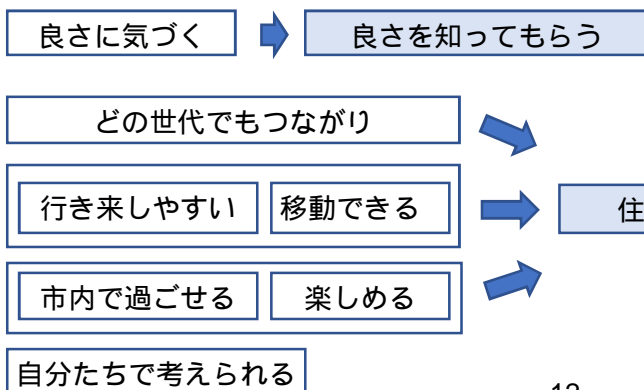 良さに気づく
良さを知ってもらう
どの世代でもつながり
行き来しやすい 移動できる
住
市内で過ごせる 楽しめる
自分たちで考えられる